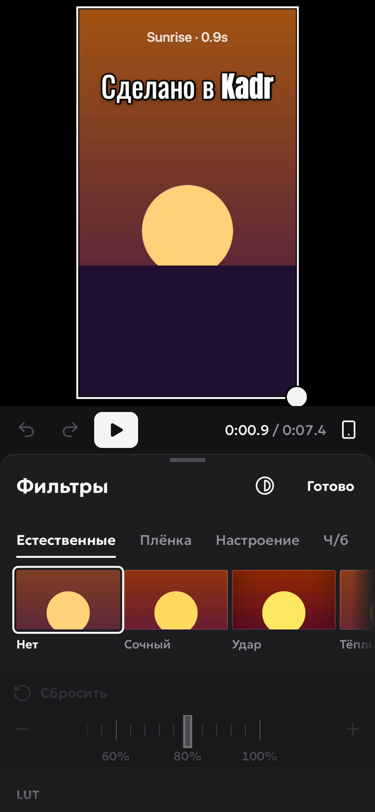 Sunrise · 0.9s
Сделано в Kadr
0:00.9 / 0:07.4
Фильтры
Готово
Естественные Плёнка Настроение Ч/б
Нет Сочный Удар
Сбросить
60% 80% 100%
LUT